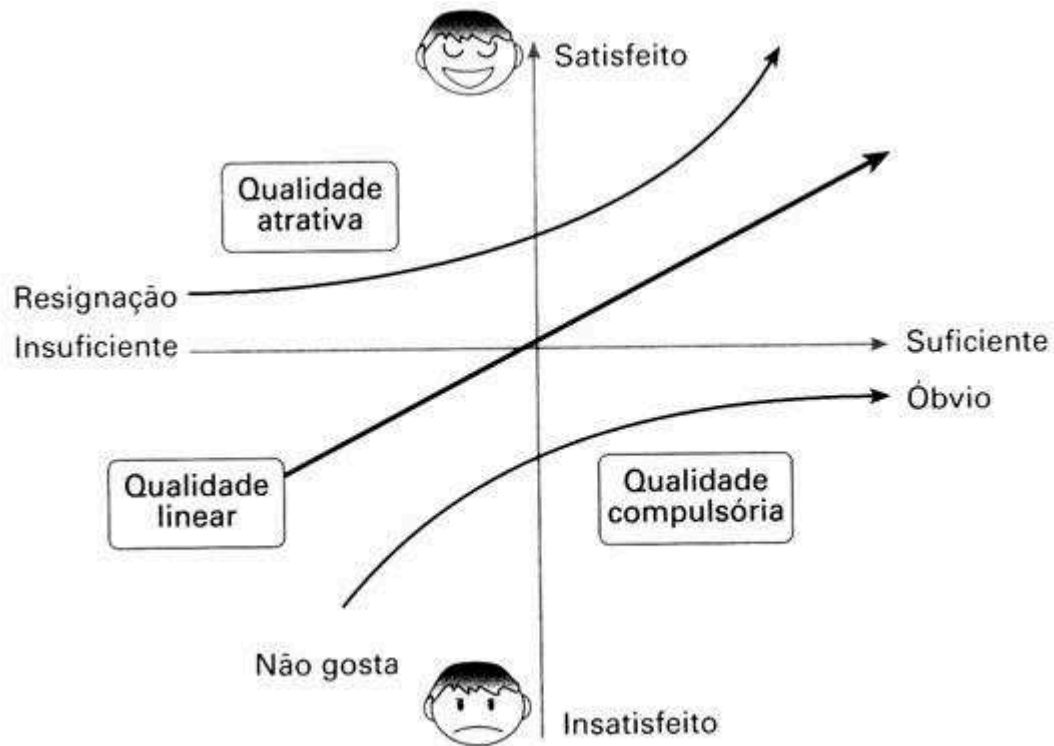 Satisfeito
Qualidade
atrativa
Resignação
Insuficiente
Suficiente
Óbvio
Qualidade
linear
Qualidade
compulsória
Não gosta
Insatisfeito